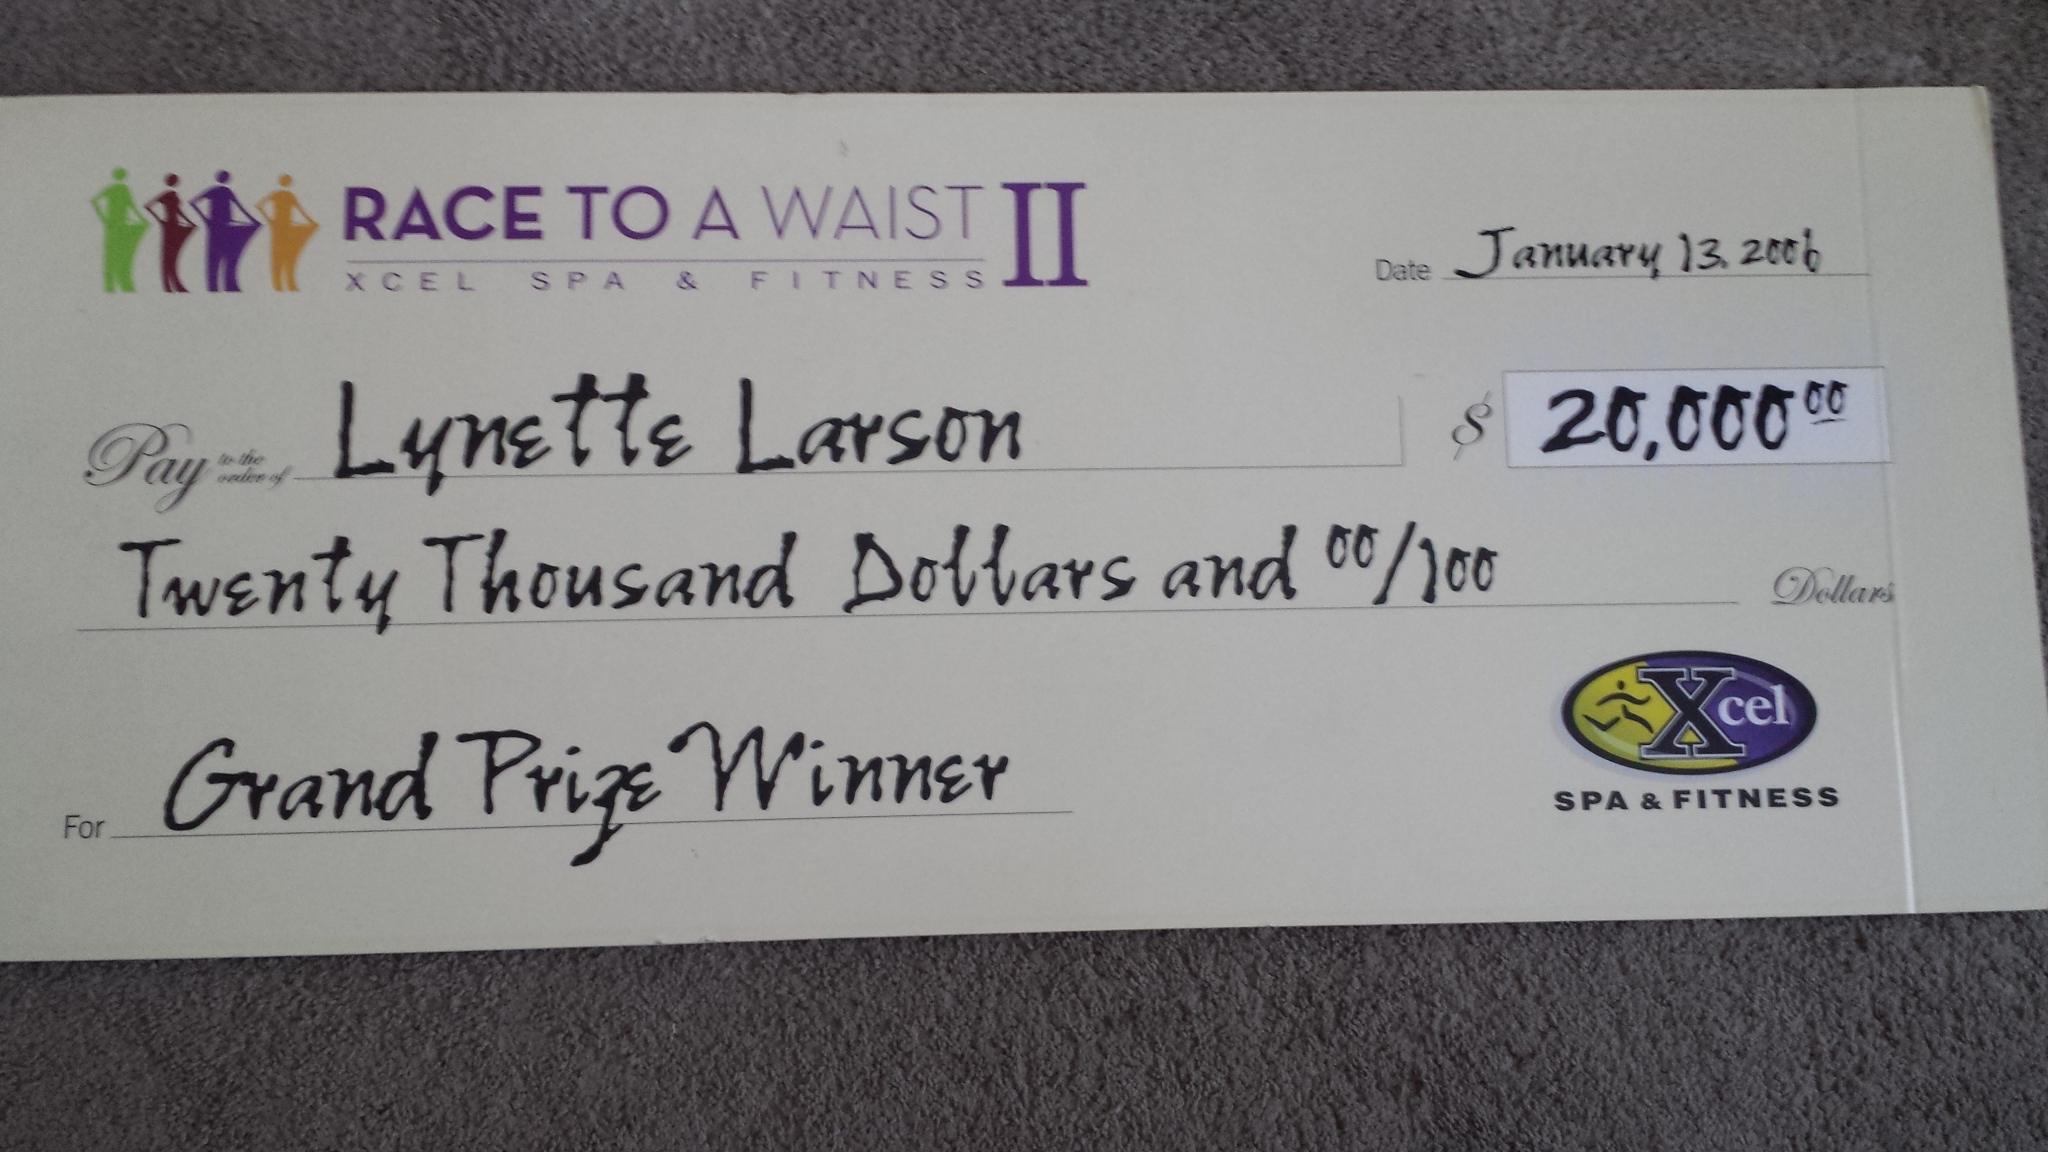 RACE TO A WAIST II
XCEL SPA & FITNESS
Date January 13, 2006
Pay to the order of Lynette Larson $ 20,000 00
Twenty Thousand Dollars and 00/100 Dollars
Xcel
SPA & FITNESS
For Grand Prize Winner